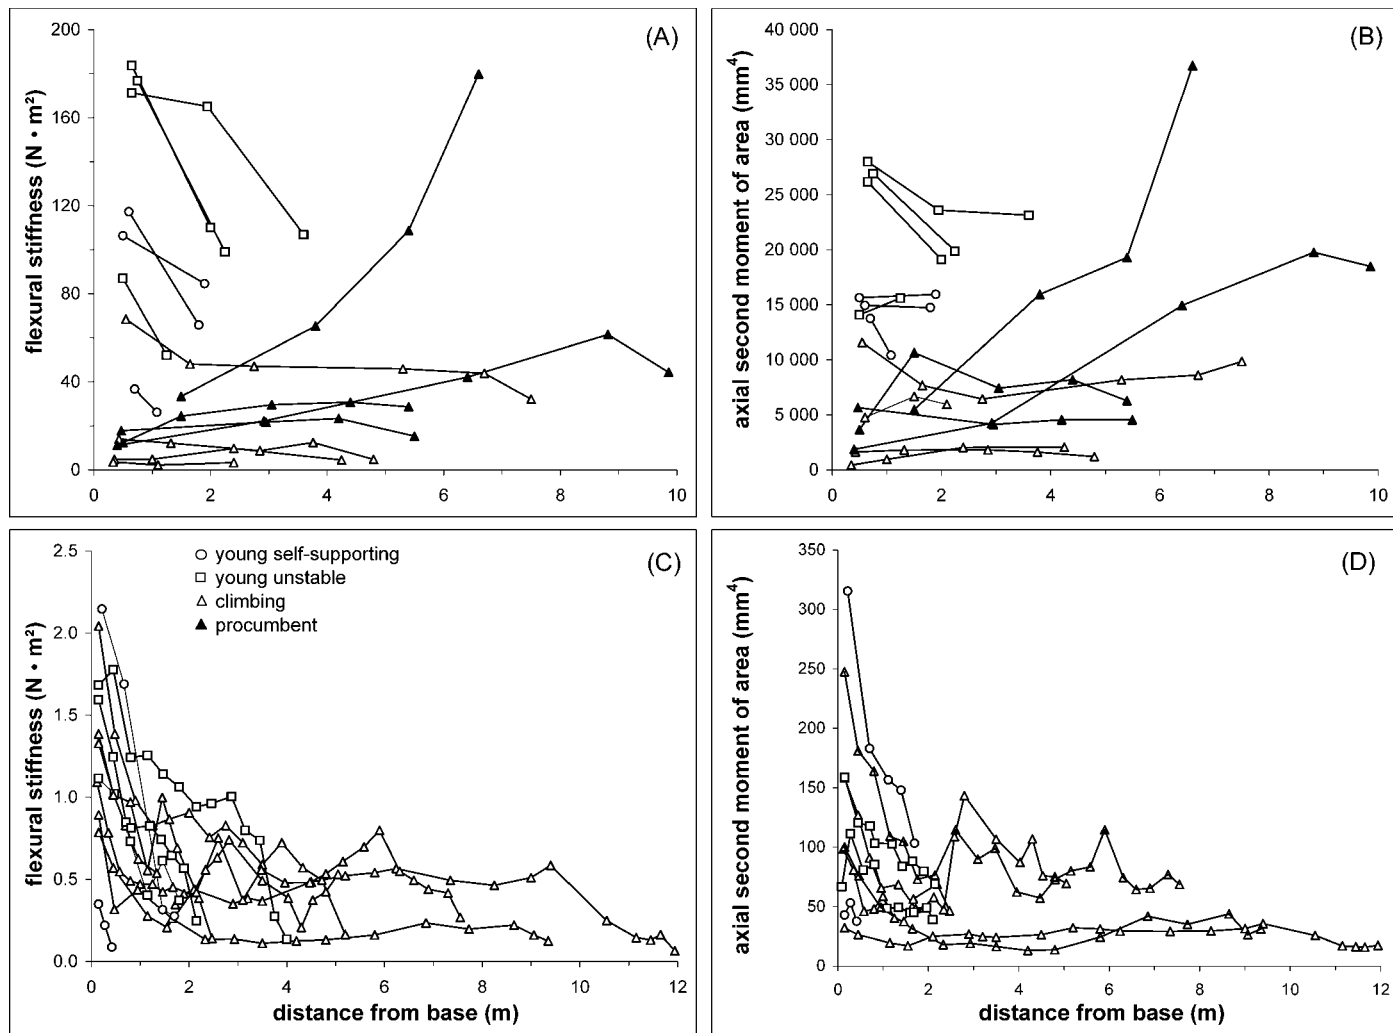 (A)
flexural stiffness (N • m²)
200
160
120
80
40
0
0 2 4 6 8 10
(B)
axial second moment of area (mm⁴)
40 000
35 000
30 000
25 000
20 000
15 000
10 000
5 000
0
0 2 4 6 8 10
(C)
flexural stiffness (N • m²)
2.5
2.0
1.5
1.0
0.5
0.0
young self-supporting
young unstable
climbing
procumbent
0 2 4 6 8 10 12
distance from base (m)
(D)
axial second moment of area (mm⁴)
350
300
250
200
150
100
50
0
0 2 4 6 8 10 12
distance from base (m)